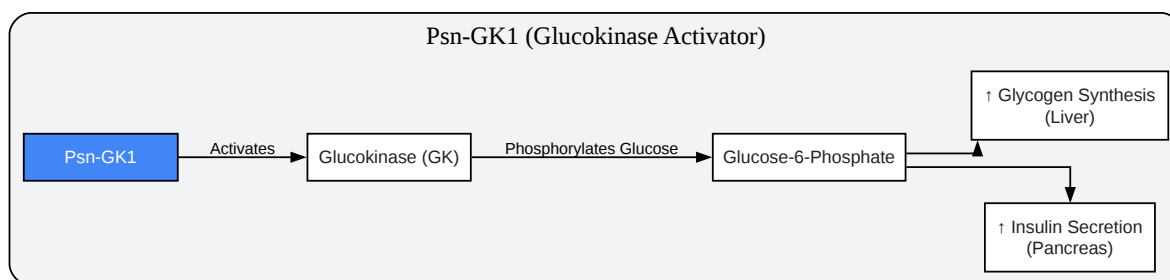 Psn-GK1 (Glucokinase Activator)
↑ Glycogen Synthesis
(Liver)
Psn-GK1
Activates
Glucokinase (GK)
Phosphorylates Glucose
Glucose-6-Phosphate
↑ Insulin Secretion
(Pancreas)